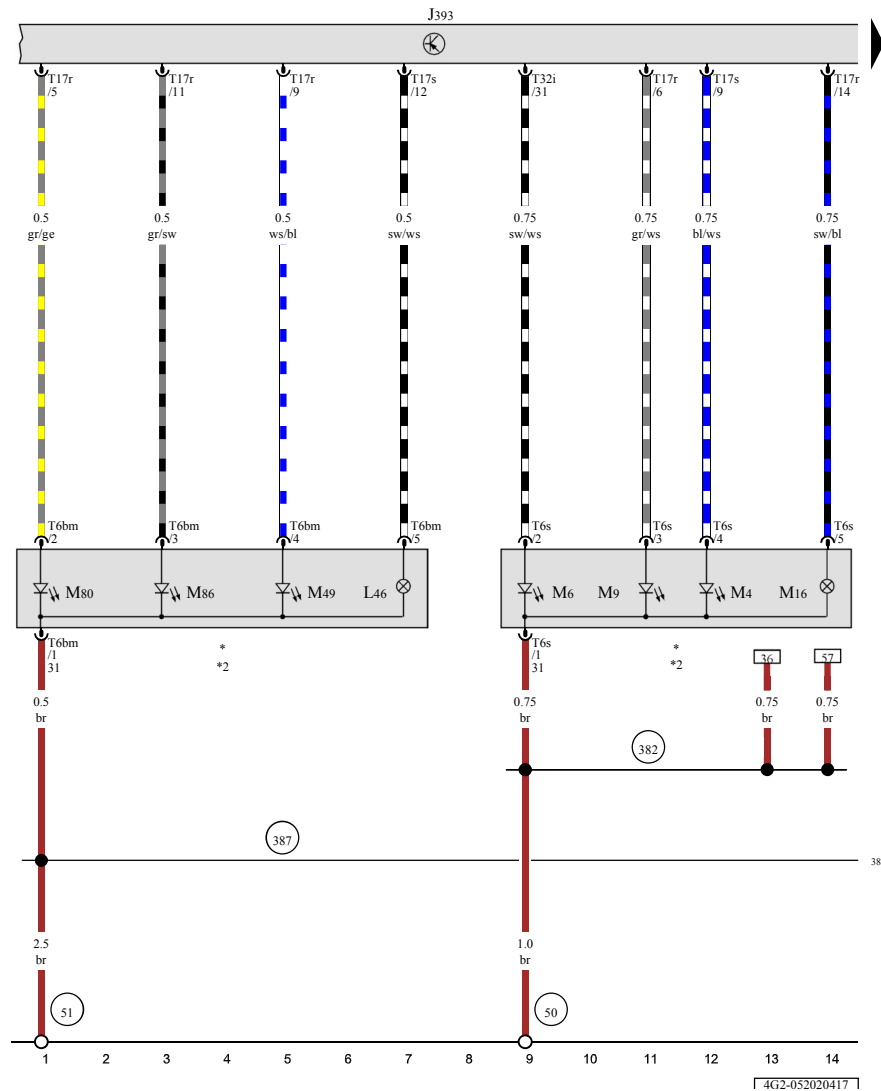 J393
T17r T17r T17r T17s T32i T17r T17s T17r
/5 /11 /9 /12 /31 /6 /9 /14
0.5 0.5 0.5 0.5 0.75 0.75 0.75 0.75
gr/ge gr/sw ws/bl sw/ws sw/ws gr/ws bl/ws sw/bl
T6bm T6bm T6bm T6bm T6s T6s T6s T6s
/2 /3 /4 /5 /2 /3 /4 /5
M80 M86 M49 L46 M6 M9 M4 M16
T6bm * T6s *
/1 *2 /1 *2 36 57
31 31
0.5 0.75 0.75 0.75
br br br br
382
387
38
2.5 1.0
br br
51 50
1 2 3 4 5 6 7 8 9 10 11 12 13 14
4G2-052020417